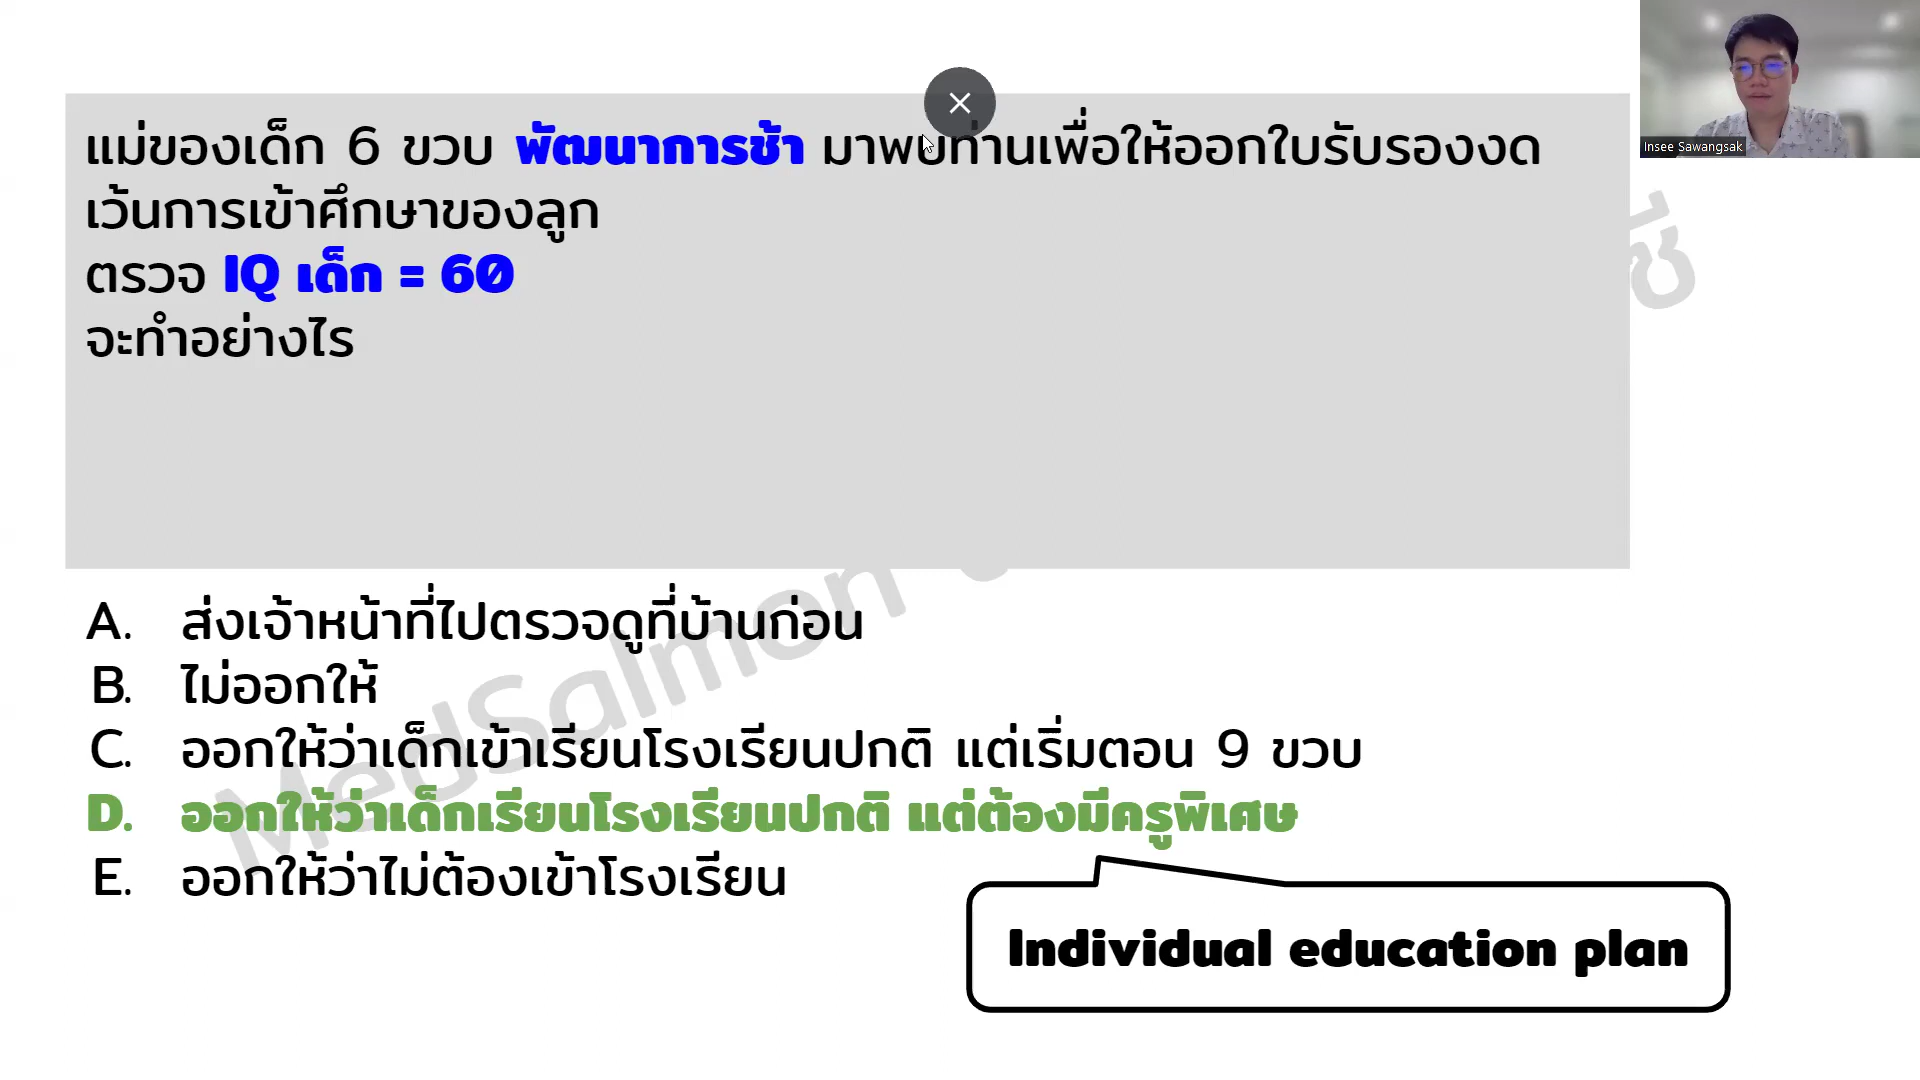 แม่ของเด็ก 6 ขวบ พัฒนาการช้า มาพบท่านเพื่อให้ออกใบรับรองงด
เว้นการเข้าศึกษาของลูก
ตรวจ IQ เด็ก = 60
จะทำอย่างไร
A. ส่งเจ้าหน้าที่ไปตรวจดูที่บ้านก่อน
B. ไม่ออกให้
C. ออกให้ว่าเด็กเข้าเรียนโรงเรียนปกติ แต่เริ่มตอน 9 ขวบ
D. ออกให้ว่าเด็กเรียนโรงเรียนปกติ แต่ต้องมีครูพิเศษ
E. ออกให้ว่าไม่ต้องเข้าโรงเรียน
Individual education plan
Insee Sawangsak
MedSalmon